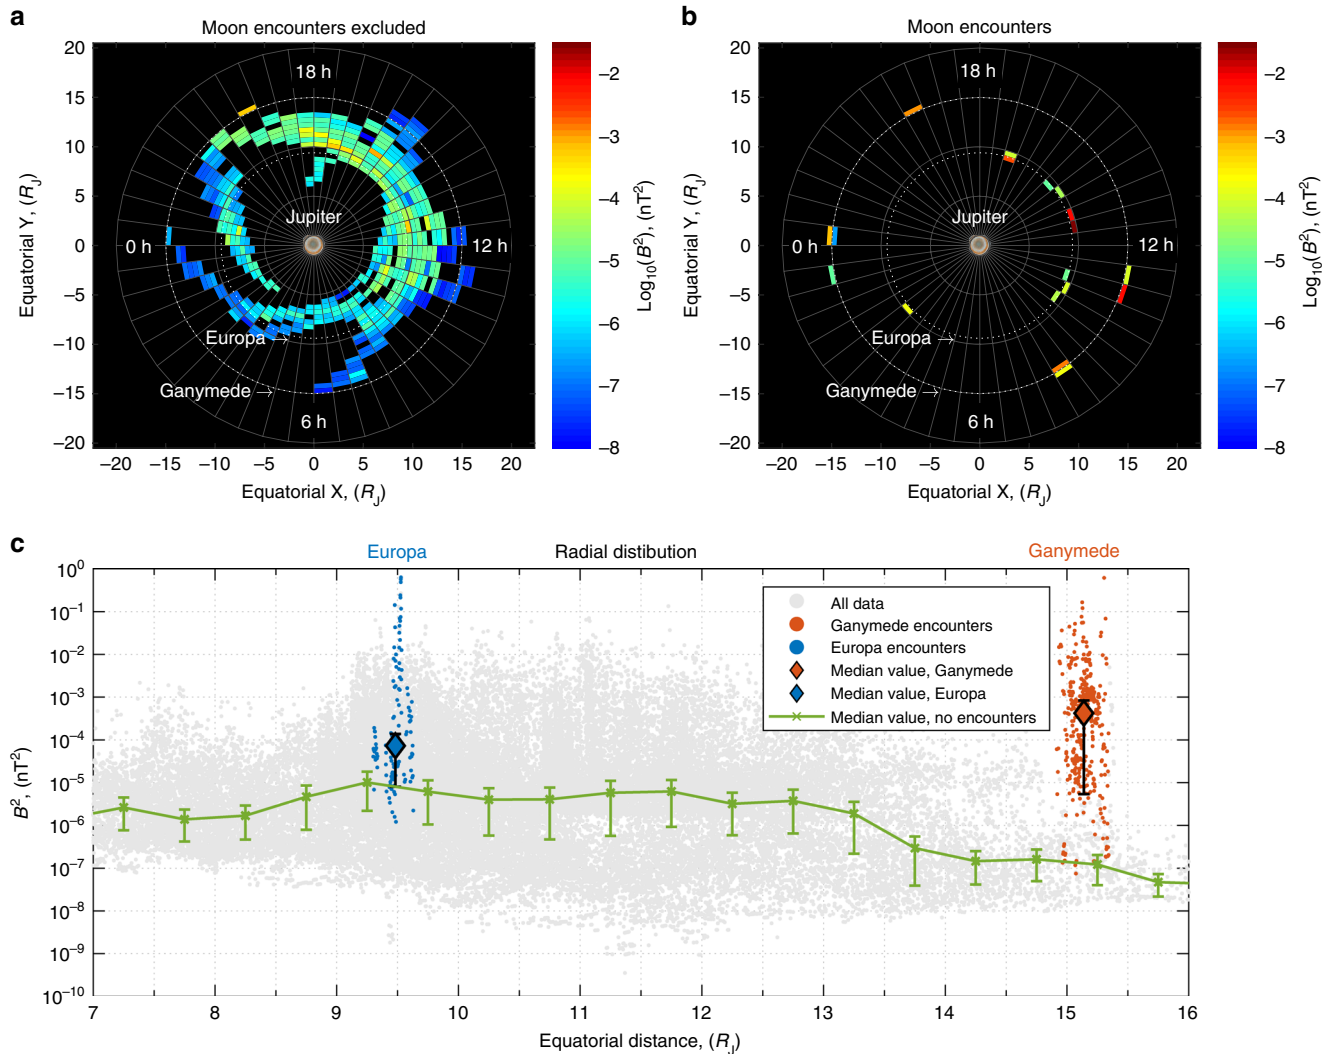 a
Moon encounters excluded
20
15
10
5
0
−5
−10
−15
−20
Equatorial Y, (RJ)
18 h
Jupiter
0 h
12 h
Europa →
Ganymede →
6 h
−20 −15 −10 −5 0 5 10 15 20
Equatorial X, (RJ)
−2
−3
−4
−5
−6
−7
−8
Log10(B2), (nT2)
b
Moon encounters
20
15
10
5
0
−5
−10
−15
−20
Equatorial Y, (RJ)
18 h
Jupiter
0 h
12 h
Europa →
Ganymede →
6 h
−20 −15 −10 −5 0 5 10 15 20
Equatorial X, (RJ)
−2
−3
−4
−5
−6
−7
−8
Log10(B2), (nT2)
c
Europa
Radial distibution
Ganymede
100
10−1
10−2
10−3
10−4
10−5
10−6
10−7
10−8
10−9
10−10
B2, (nT2)
All data
Ganymede encounters
Europa encounters
Median value, Ganymede
Median value, Europa
Median value, no encounters
7 8 9 10 11 12 13 14 15 16
Equatorial distance, (RJ)